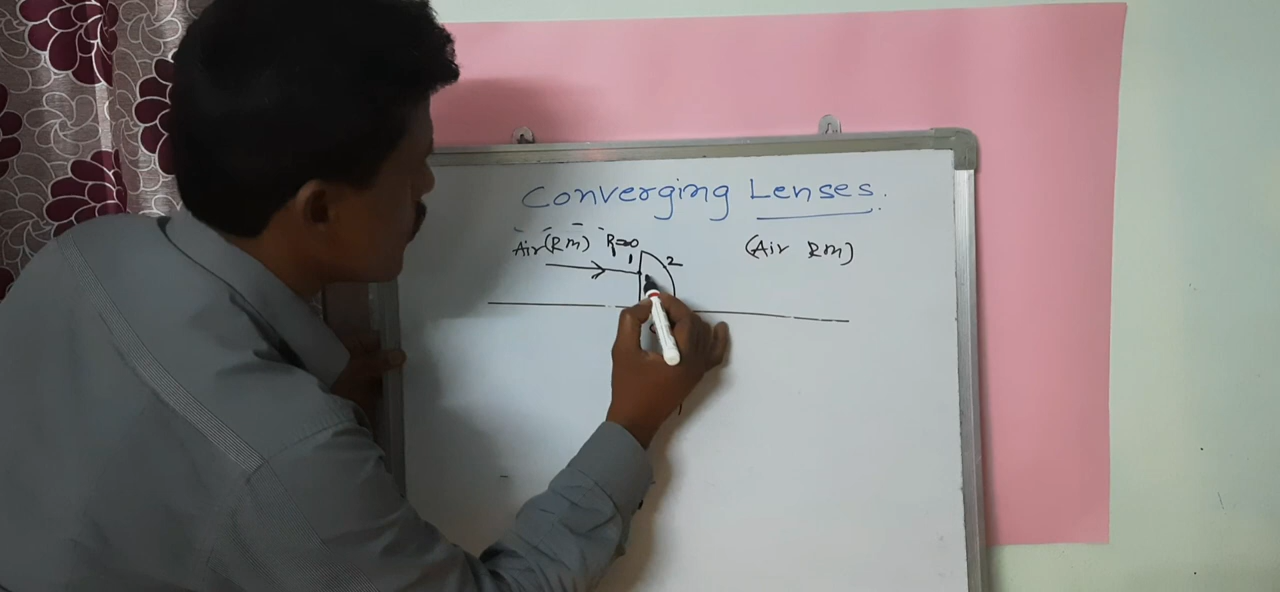 Converging Lenses.
Air (Rm) R=∞ (Air Rm)
1 2